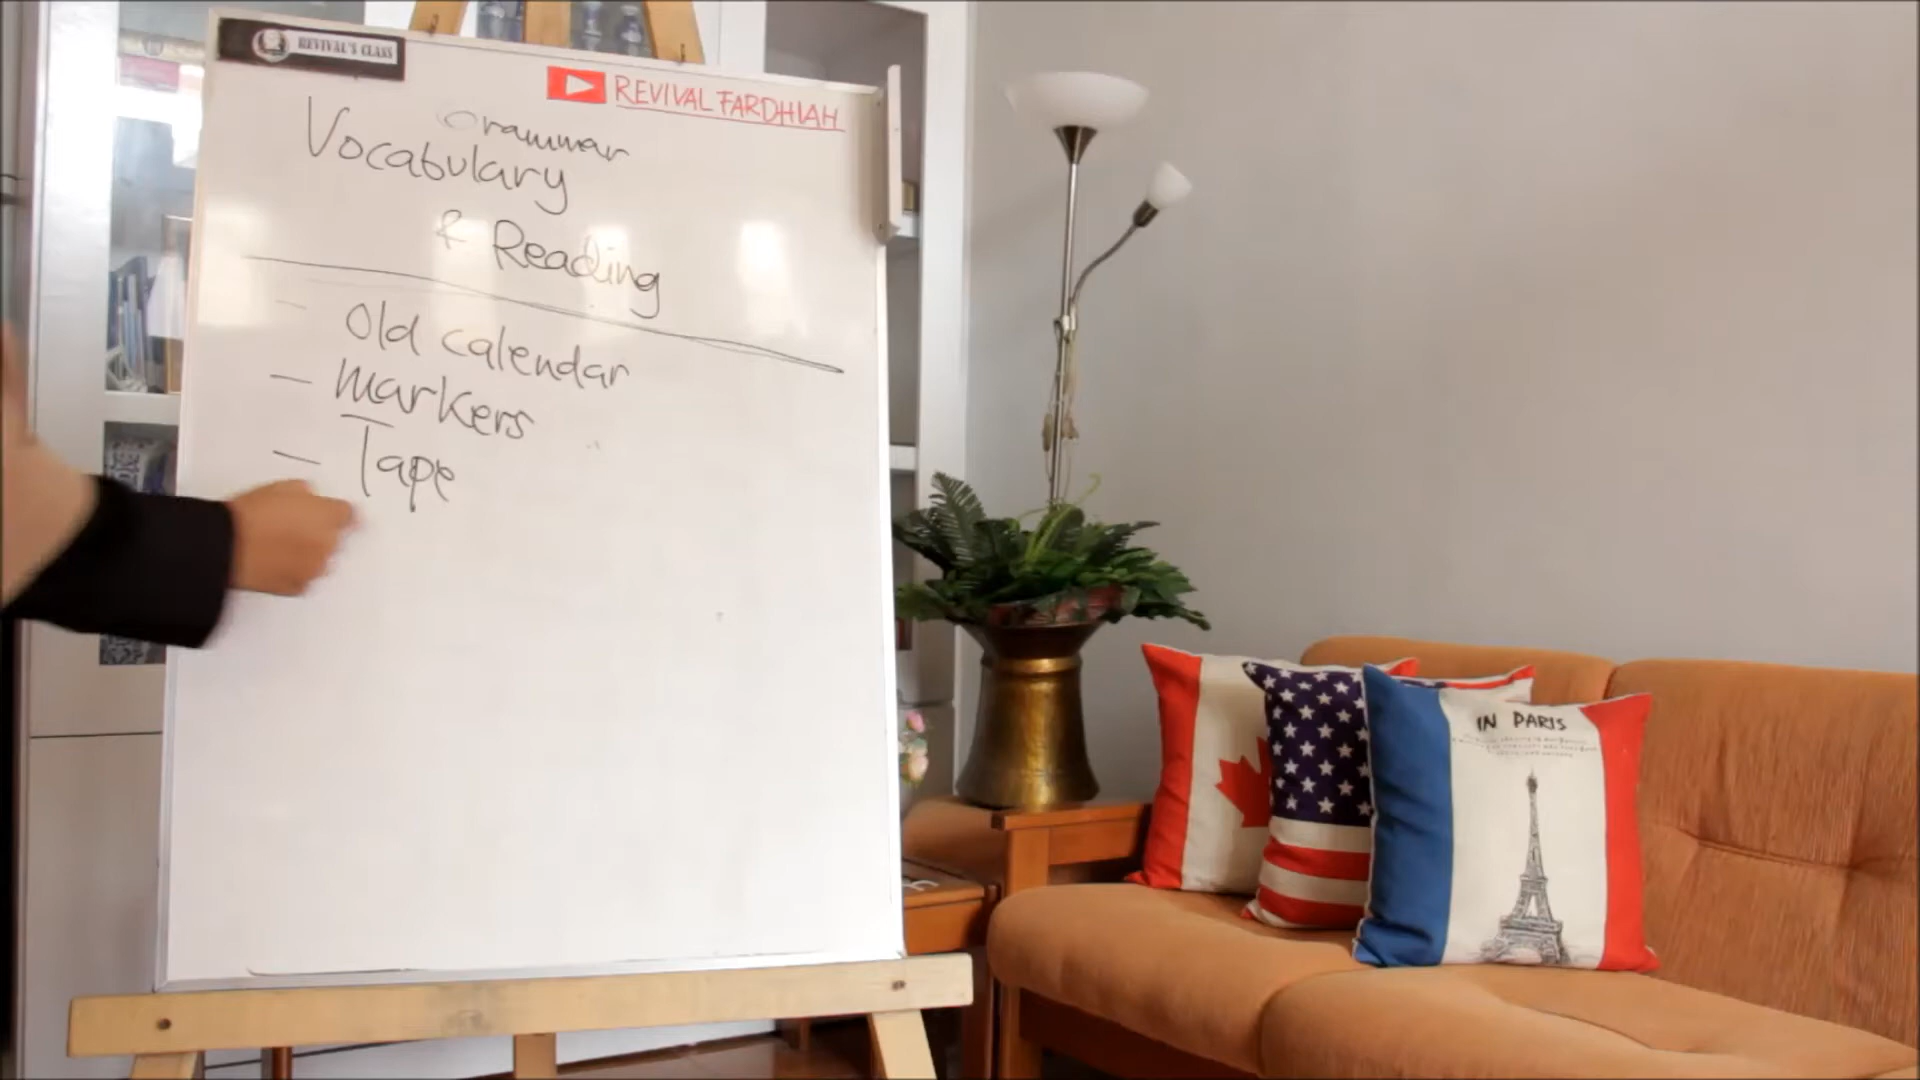 REVIVAL'S CLASS
REVIVAL FARDHIAH
Grammar
Vocabulary
& Reading
- Old calendar
- Markers
- Tape
IN PARIS